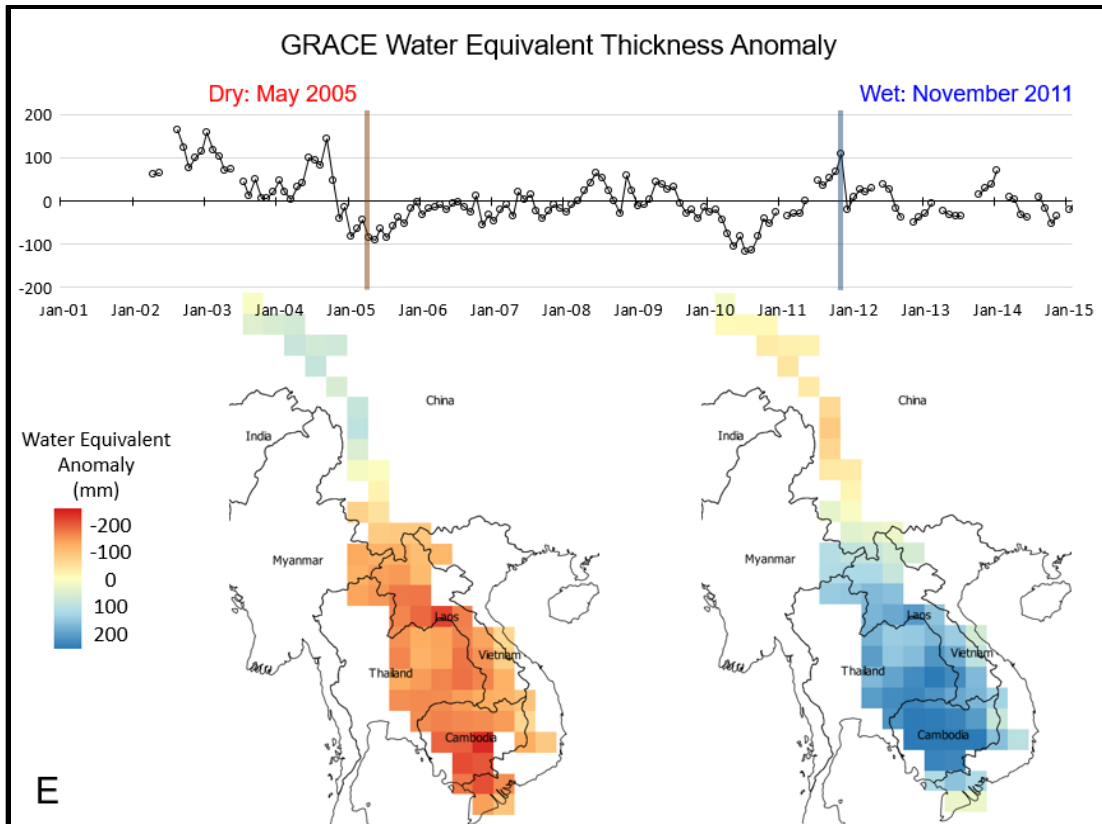 GRACE Water Equivalent Thickness Anomaly
Dry: May 2005
Wet: November 2011
200
100
0
-100
-200
Jan-01 Jan-02 Jan-03 Jan-04 Jan-05 Jan-06 Jan-07 Jan-08 Jan-09 Jan-10 Jan-11 Jan-12 Jan-13 Jan-14 Jan-15
China
India
Myanmar
Laos
Vietnam
Thailand
Cambodia
Water Equivalent
Anomaly
(mm)
-200
-100
0
100
200
China
India
Myanmar
Laos
Vietnam
Thailand
Cambodia
E